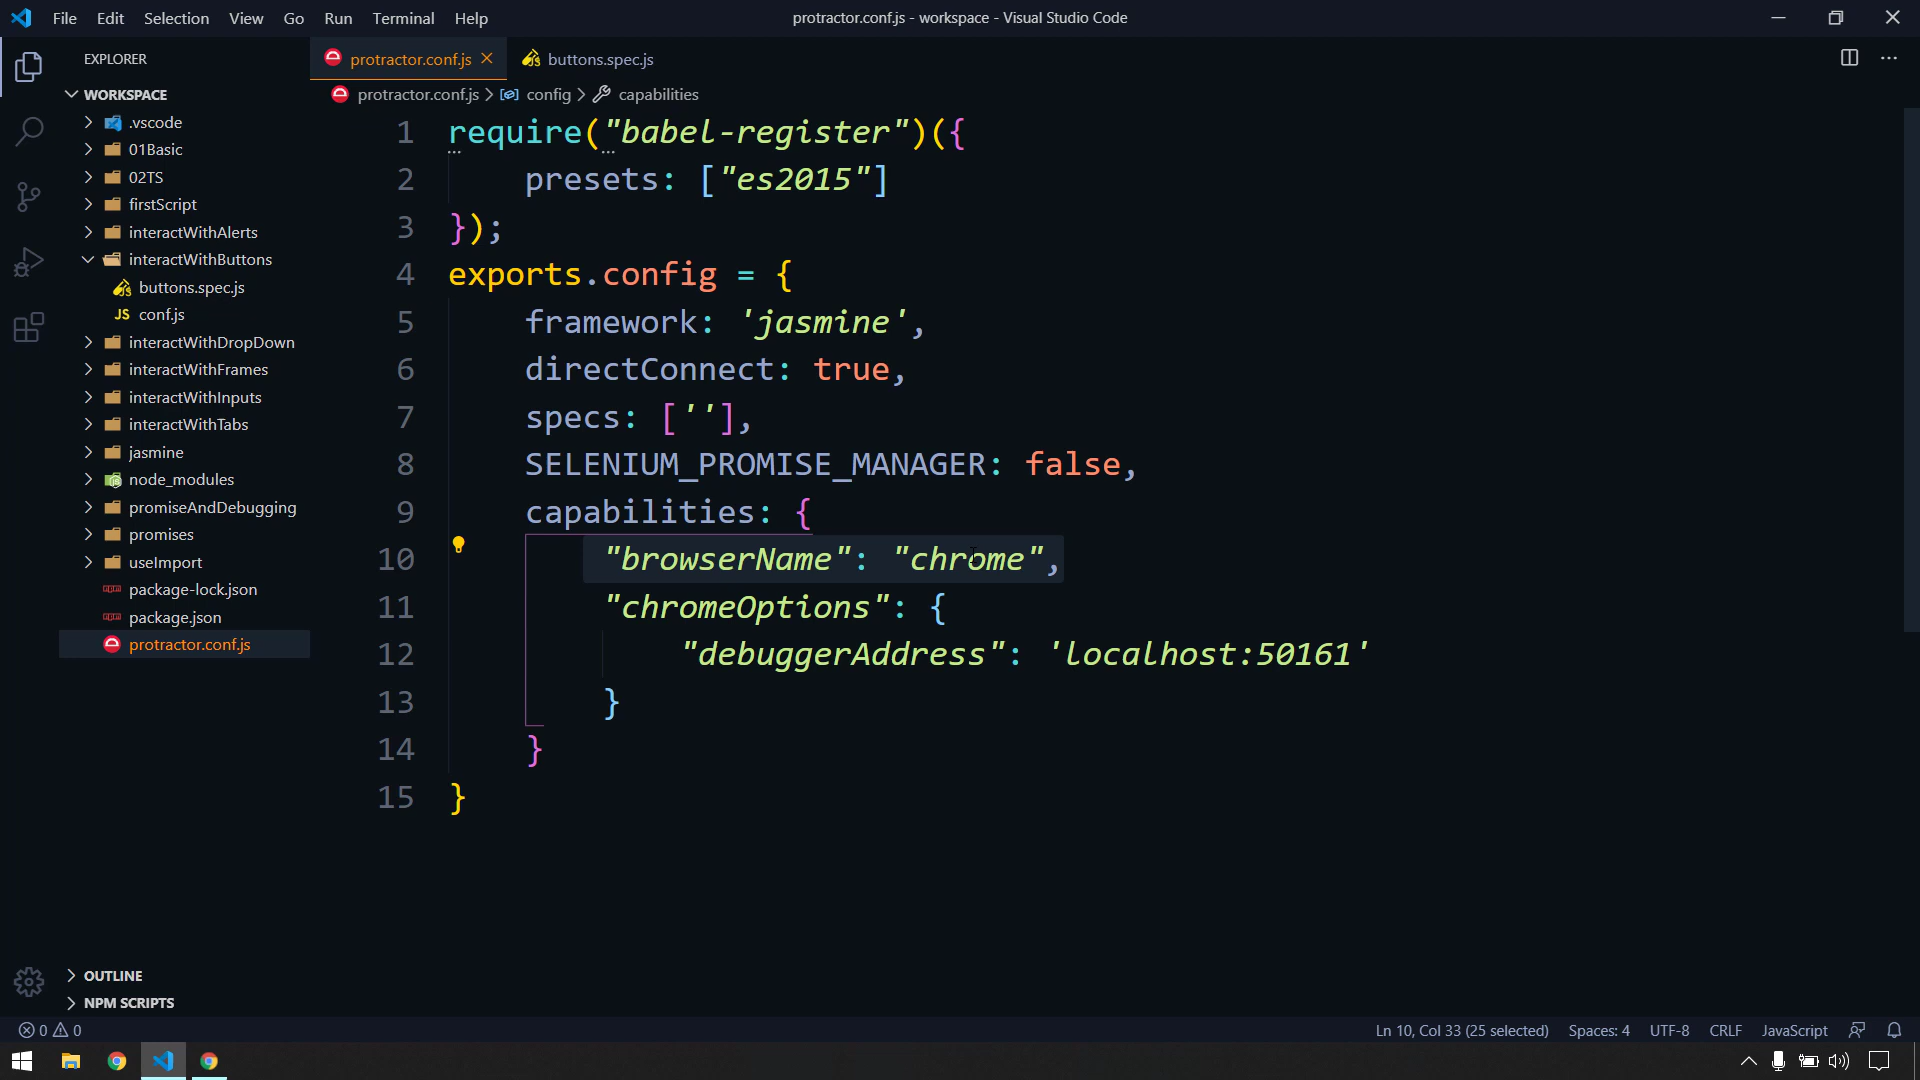 File Edit Selection View Go Run Terminal Help
protractor.conf.js - workspace - Visual Studio Code
EXPLORER
WORKSPACE
.vscode
01Basic
02TS
firstScript
interactWithAlerts
interactWithButtons
buttons.spec.js
JS conf.js
interactWithDropDown
interactWithFrames
interactWithInputs
interactWithTabs
jasmine
node_modules
promiseAndDebugging
promises
useImport
package-lock.json
package.json
protractor.conf.js
OUTLINE
NPM SCRIPTS
protractor.conf.js buttons.spec.js
protractor.conf.js > config > capabilities
1 require("babel-register")({
2 presets: ["es2015"]
3 });
4 exports.config = {
5 framework: 'jasmine',
6 directConnect: true,
7 specs: [''],
8 SELENIUM_PROMISE_MANAGER: false,
9 capabilities: {
10 "browserName": "chrome",
11 "chromeOptions": {
12 "debuggerAddress": 'localhost:50161'
13 }
14 }
15 }
0 0
Ln 10, Col 33 (25 selected) Spaces: 4 UTF-8 CRLF JavaScript